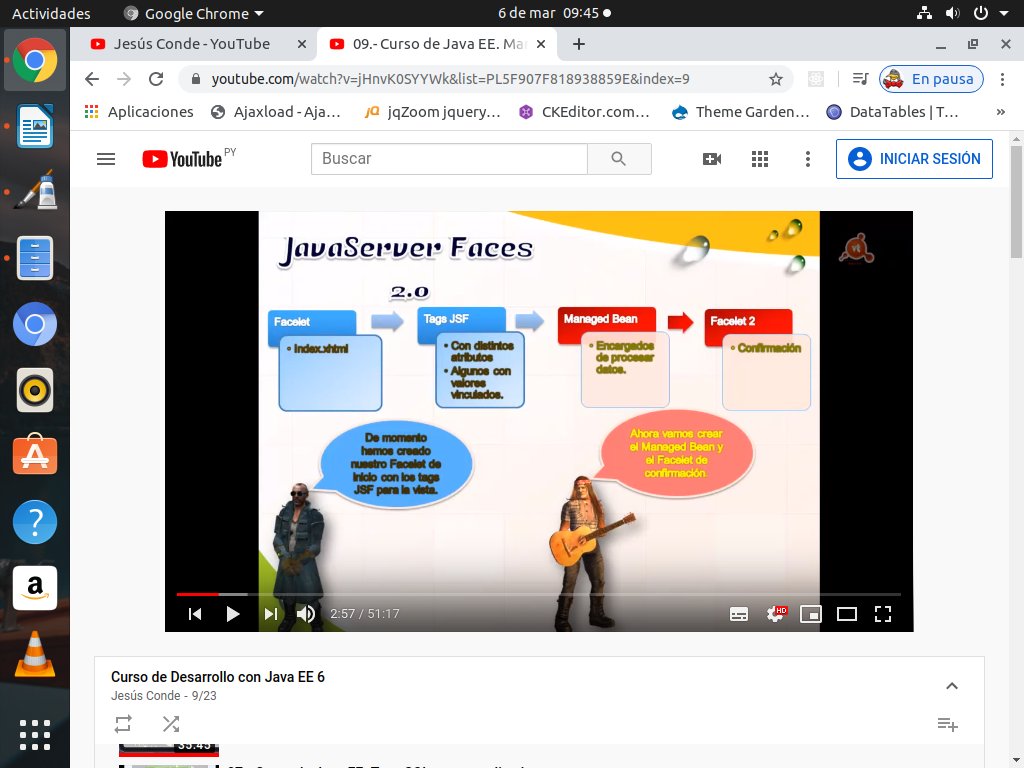 Actividades
Google Chrome
6 de mar 09:45
Jesús Conde - YouTube
09.- Curso de Java EE. Mar
youtube.com/watch?v=jHnvK0SYYWk&list=PL5F907F818938859E&index=9
En pausa
Aplicaciones
Ajaxload - Aja...
jqZoom jquery...
CKEditor.com...
Theme Garden...
DataTables | T...
»
YouTube PY
Buscar
INICIAR SESIÓN
JavaServer Faces
2.0
vt
Facelet
• Index.xhtml
Tags JSF
• Con distintos
atributos
• Algunos con
valores
vinculados.
Managed Bean
• Encargados
de procesar
datos.
Facelet 2
• Confirmación
De momento
hemos creado
nuestro Facelet de
inicio con los tags
JSF para la vista.
Ahora vamos crear
el Managed Bean y
el Facelet de
confirmación
2:57 / 51:17
HD
Curso de Desarrollo con Java EE 6
Jesús Conde - 9/23
35:45